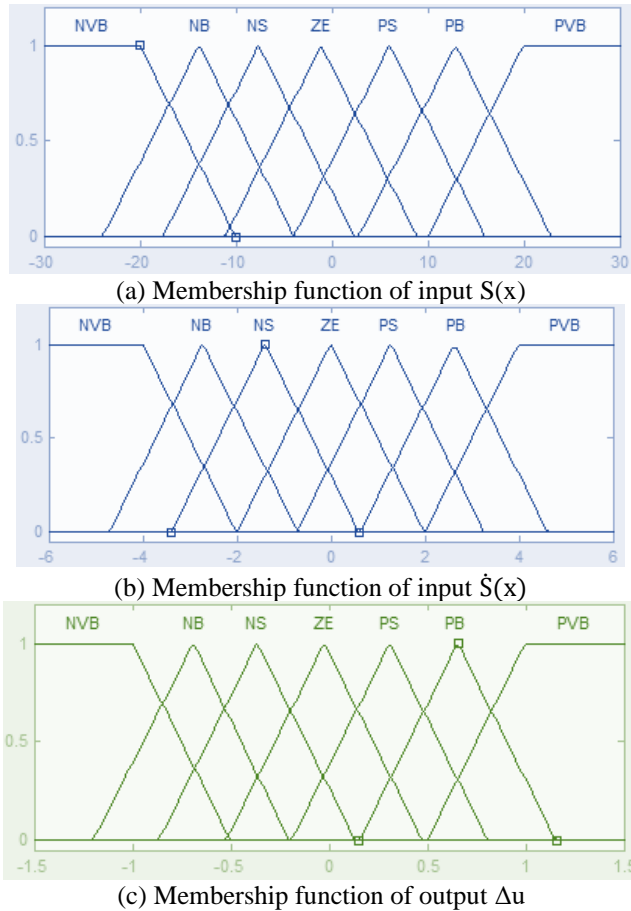 NVB NB NS ZE PS PB PVB
1
0.5
0
-30 -20 -10 0 10 20 30
(a) Membership function of input S(x)
NVB NB NS ZE PS PB PVB
1
0.5
0
-6 -4 -2 0 2 4 6
(b) Membership function of input Ṡ(x)
NVB NB NS ZE PS PB PVB
1
0.5
0
-1.5 -1 -0.5 0 0.5 1 1.5
(c) Membership function of output Δu